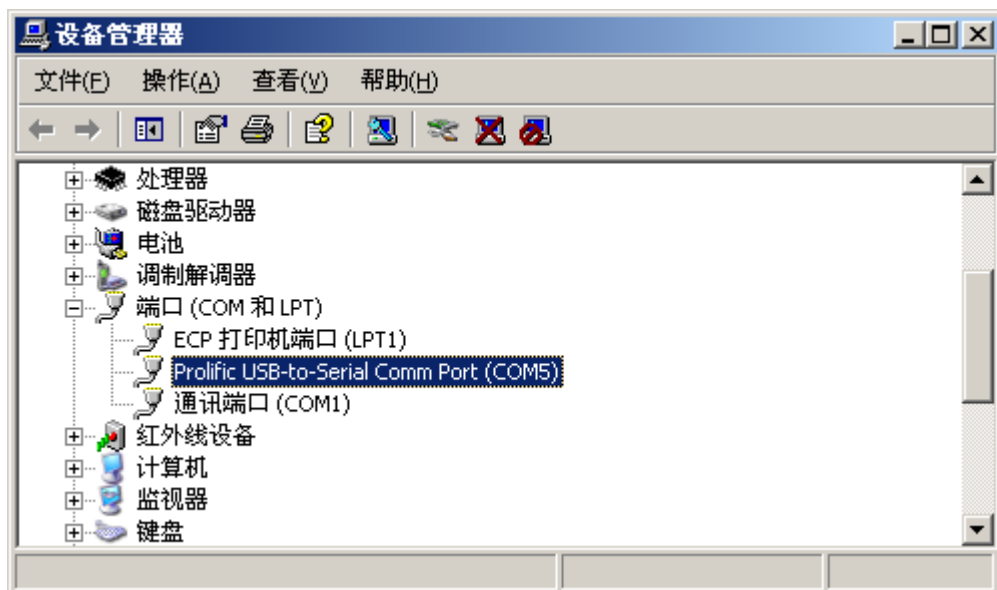 设备管理器
文件(F) 操作(A) 查看(V) 帮助(H)
处理器
磁盘驱动器
电池
调制解调器
端口 (COM 和 LPT)
ECP 打印机端口 (LPT1)
Prolific USB-to-Serial Comm Port (COM5)
通讯端口 (COM1)
红外线设备
计算机
监视器
键盘